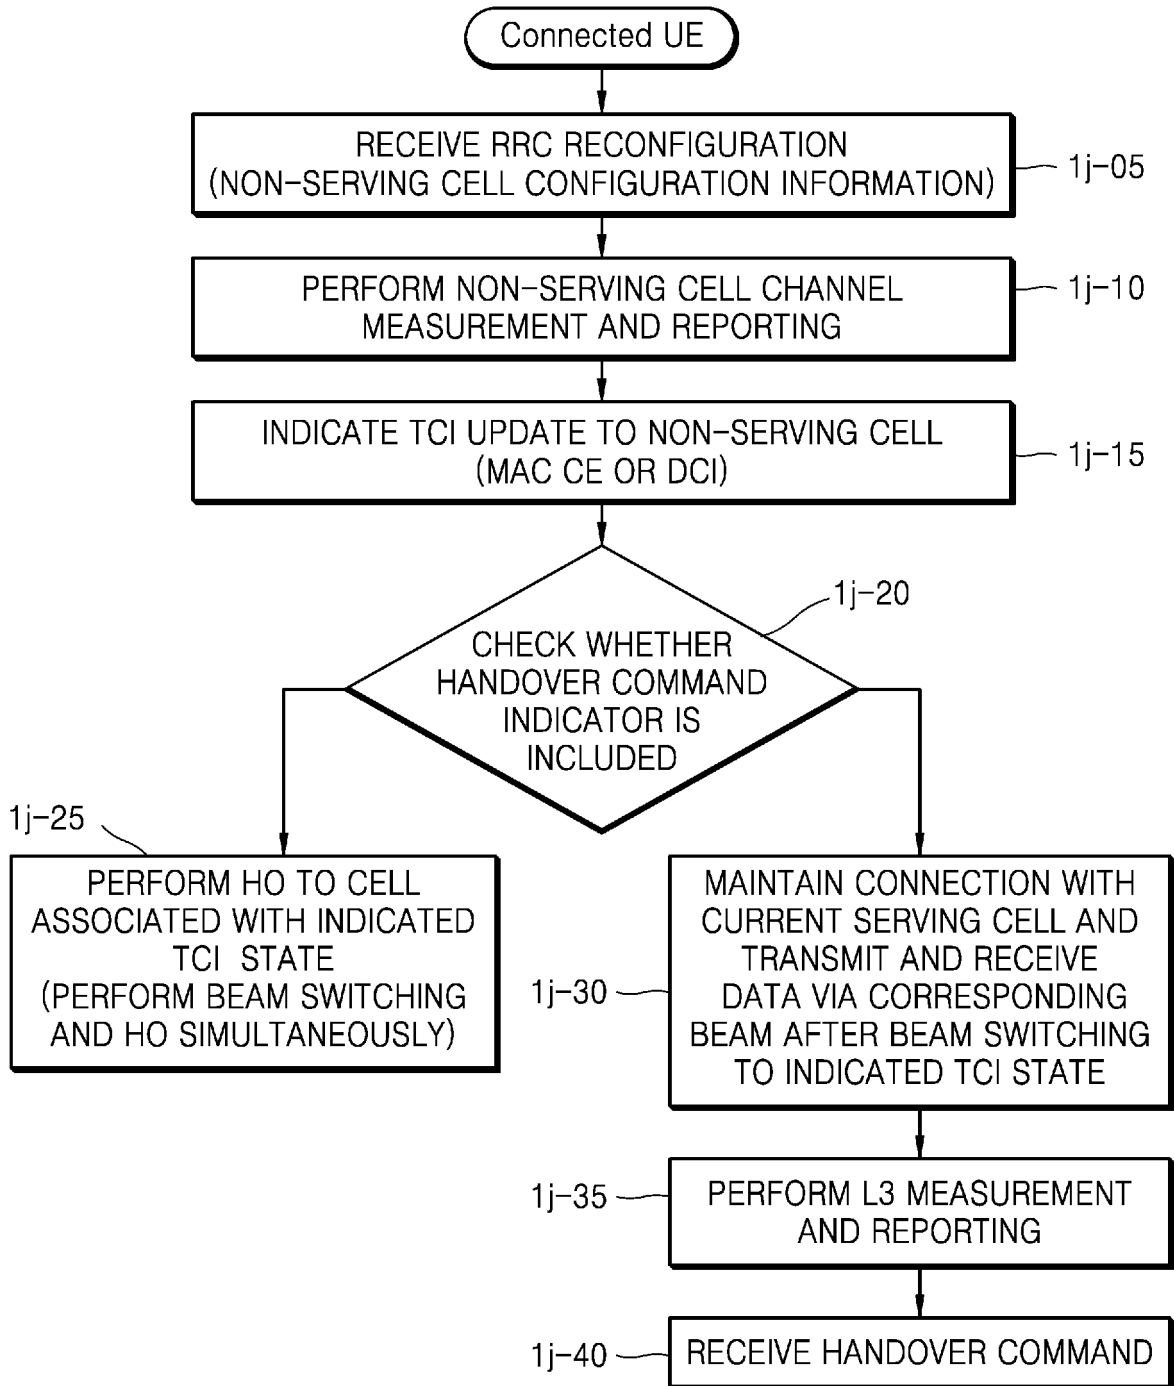 Connected UE
RECEIVE RRC RECONFIGURATION
(NON-SERVING CELL CONFIGURATION INFORMATION)
1j-05
PERFORM NON-SERVING CELL CHANNEL
MEASUREMENT AND REPORTING
1j-10
INDICATE TCI UPDATE TO NON-SERVING CELL
(MAC CE OR DCI)
1j-15
1j-20
CHECK WHETHER
HANDOVER COMMAND
INDICATOR IS
INCLUDED
1j-25
PERFORM HO TO CELL
ASSOCIATED WITH INDICATED
TCI STATE
(PERFORM BEAM SWITCHING
AND HO SIMULTANEOUSLY)
1j-30
MAINTAIN CONNECTION WITH
CURRENT SERVING CELL AND
TRANSMIT AND RECEIVE
DATA VIA CORRESPONDING
BEAM AFTER BEAM SWITCHING
TO INDICATED TCI STATE
1j-35
PERFORM L3 MEASUREMENT
AND REPORTING
1j-40
RECEIVE HANDOVER COMMAND